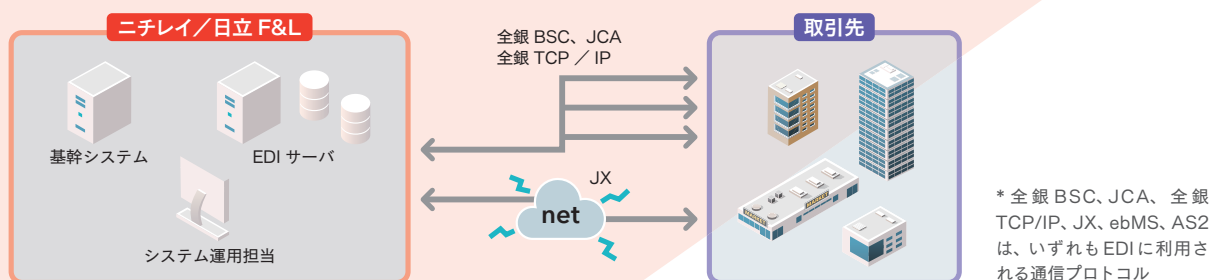 ニチレイ／日立 F&L
基幹システム
EDI サーバ
システム運用担当
全銀 BSC、JCA
全銀 TCP ／ IP
JX
net
取引先
MARKET
MARKET
* 全銀 BSC、JCA、全銀
TCP/IP、JX、ebMS、AS2
は、いずれも EDI に利用さ
れる通信プロトコル